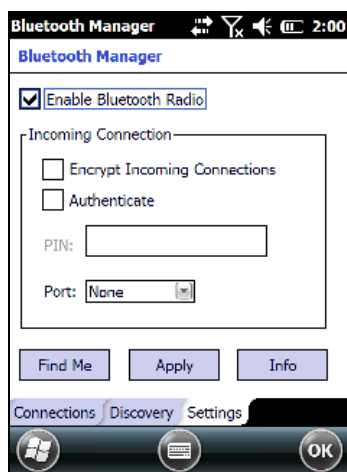 Bluetooth Manager 2:00
Bluetooth Manager
Enable Bluetooth Radio
Incoming Connection
Encrypt Incoming Connections
Authenticate
PIN:
Port: None
Find Me Apply Info
Connections Discovery Settings
OK